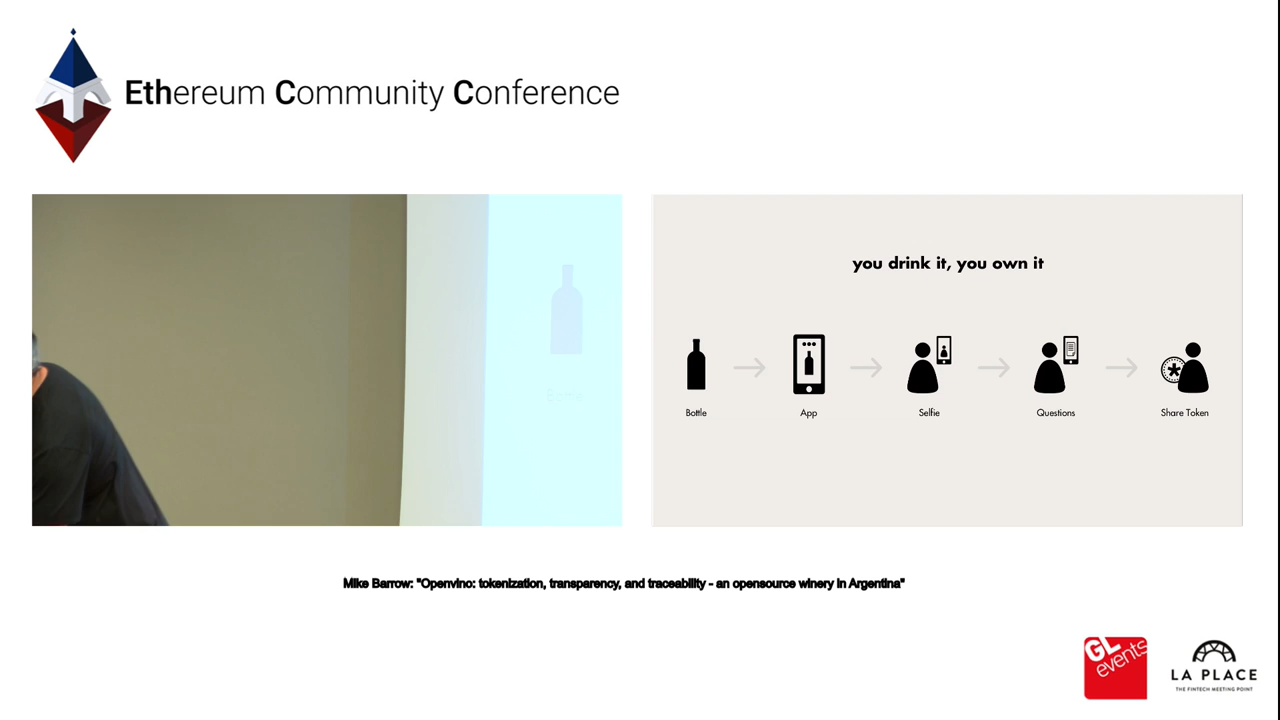 Ethereum Community Conference
you drink it, you own it
Bottle
App
Selfie
Questions
Share Token
Bottle
Mike Barrow: "Openvino: tokenization, transparency, and traceability - an opensource winery in Argentina"
GL
events
LA PLACE
THE FINTECH MEETING POINT